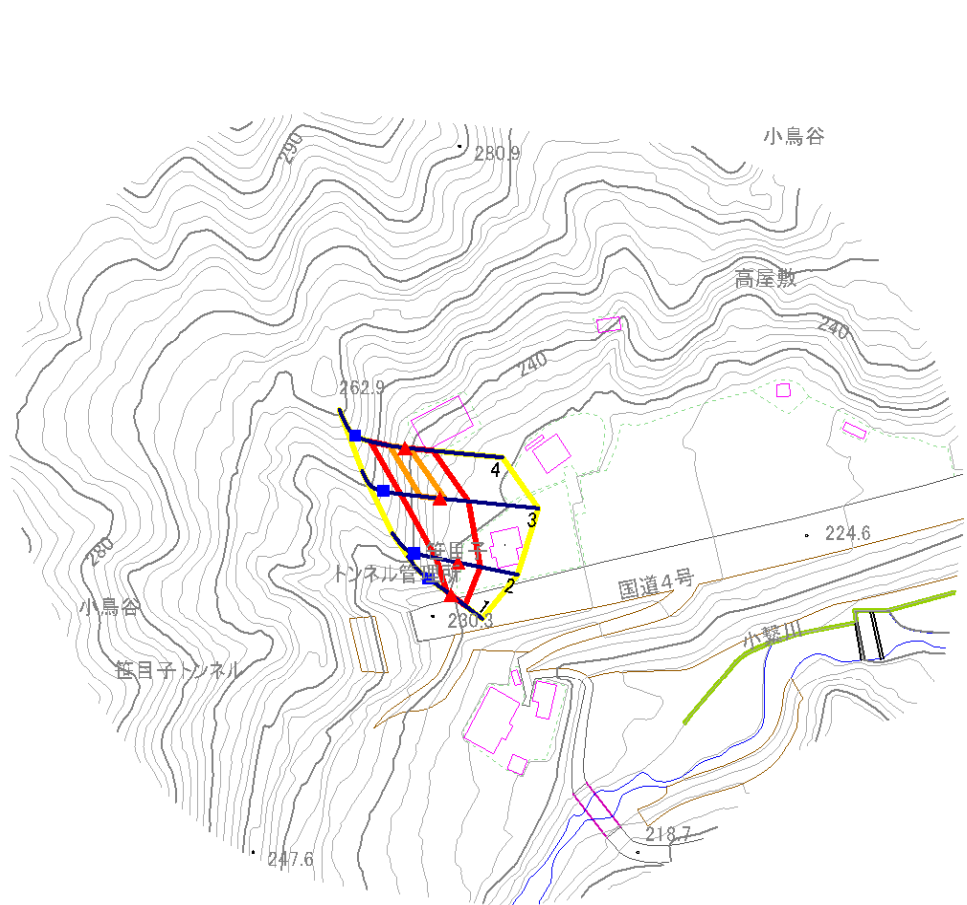 小鳥谷
290
280.9
高屋敷
240
240
262.9
4
3
224.6
280
笹目子
トンネル管理所
2
国道4号
1
小鳥谷
230.3
小繋川
笹目子トンネル
218.7
247.6